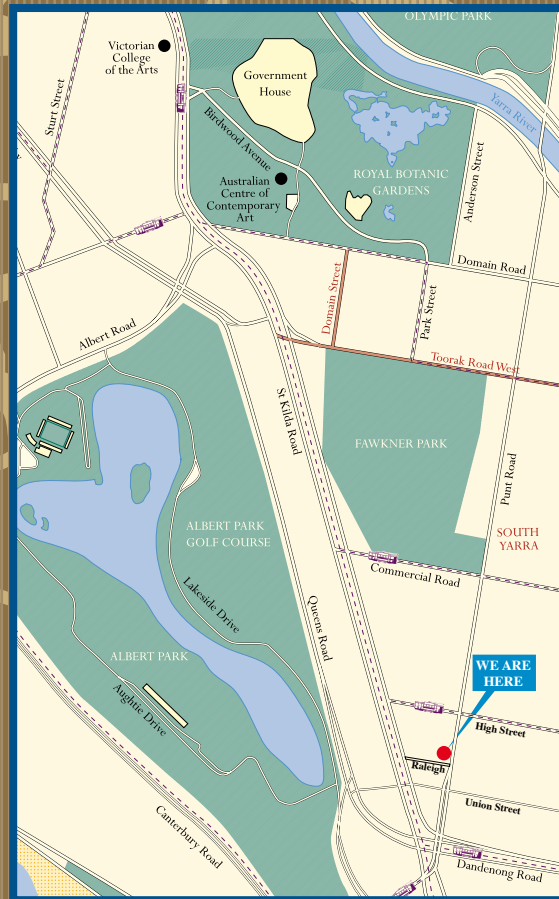 OLYMPIC PARK
Victorian
College
of the Arts
Government
House
Sturt Street
Yarra River
Birdwood Avenue
Anderson Street
ROYAL BOTANIC
GARDENS
Australian
Centre of
Contemporary
Art
Domain Road
Domain Street
Park Street
Albert Road
Toorak Road West
St Kilda Road
FAWKNER PARK
Punt Road
ALBERT PARK
GOLF COURSE
SOUTH
YARRA
Commercial Road
Lakeside Drive
Queens Road
ALBERT PARK
WE ARE
HERE
Aughtie Drive
High Street
Raleigh
Union Street
Canterbury Road
Dandenong Road